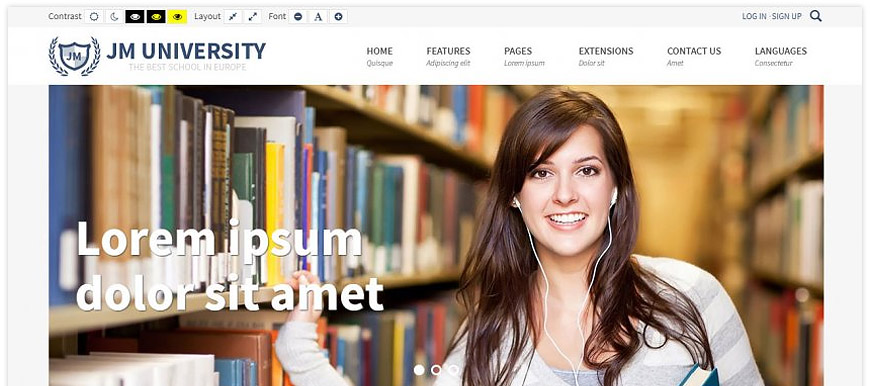 Contrast Layout Font A LOG IN · SIGN UP
JM
JM UNIVERSITY
THE BEST SCHOOL IN EUROPE
HOME FEATURES PAGES EXTENSIONS CONTACT US LANGUAGES
Quisque Adipiscing elit Lorem ipsum Dolor sit Amet Consectetur
Lorem ipsum
dolor sit amet